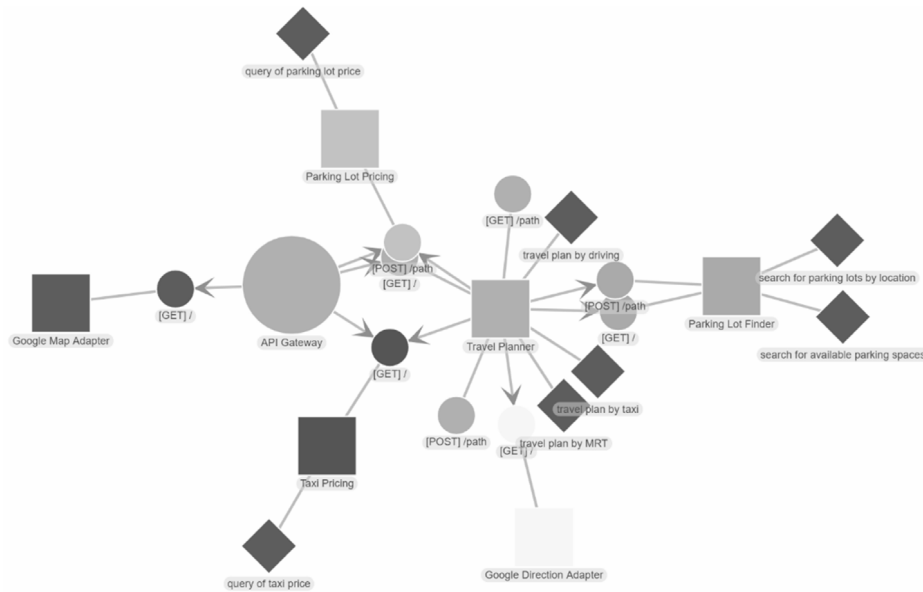 query of parking lot price
Parking Lot Pricing
[GET] /path
travel plan by driving
[POST] /path
[GET] /
search for parking lots by location
[POST] /path
Parking Lot Finder
[GET] /
Google Map Adapter
[GET] /
API Gateway
Travel Planner
[GET] /
search for available parking spaces
travel plan by taxi
[POST] /path
travel plan by MRT
[GET] /
Taxi Pricing
Google Direction Adapter
query of taxi price